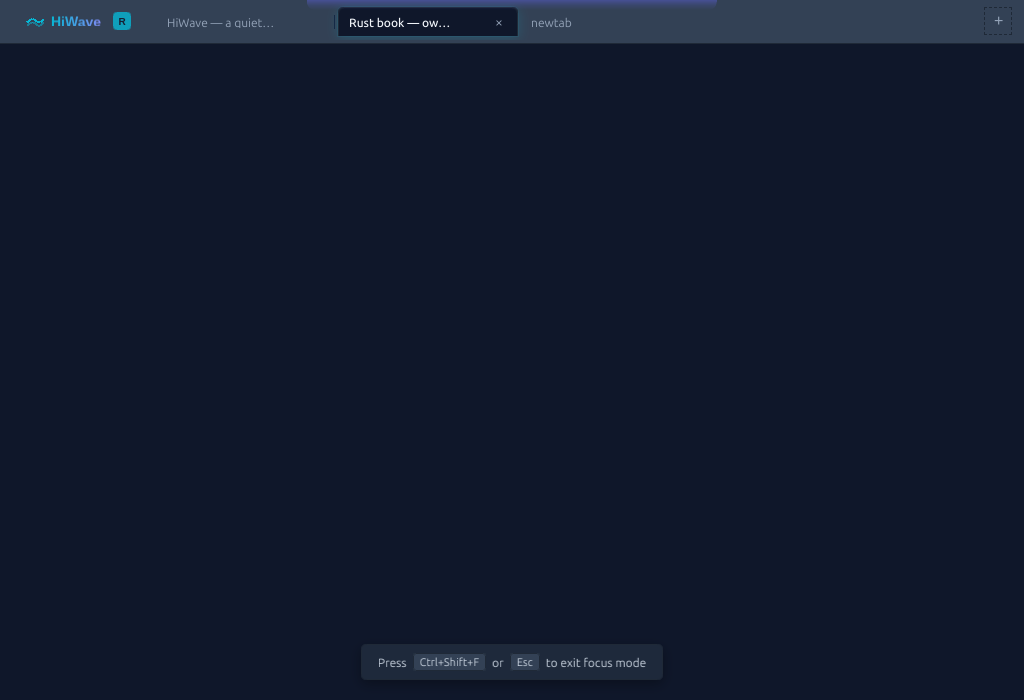 HiWave R HiWave — a quiet… Rust book — ow… × newtab +
Press Ctrl+Shift+F or Esc to exit focus mode